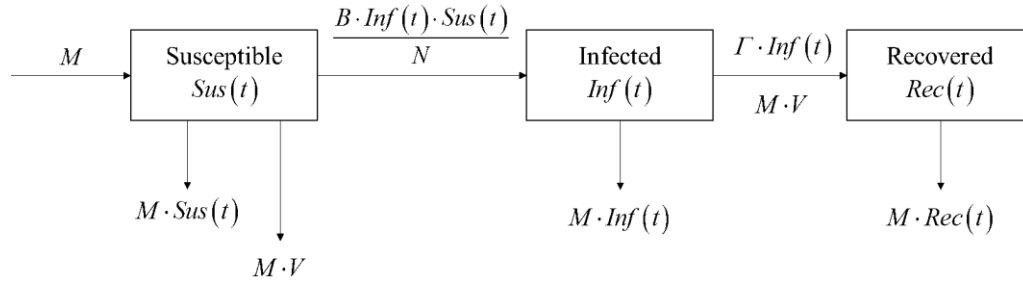 M
Susceptible
Sus(t)
B · Inf(t) · Sus(t)
N
Infected
Inf(t)
Γ · Inf(t)
M · V
Recovered
Rec(t)
M · Sus(t)
M · V
M · Inf(t)
M · Rec(t)